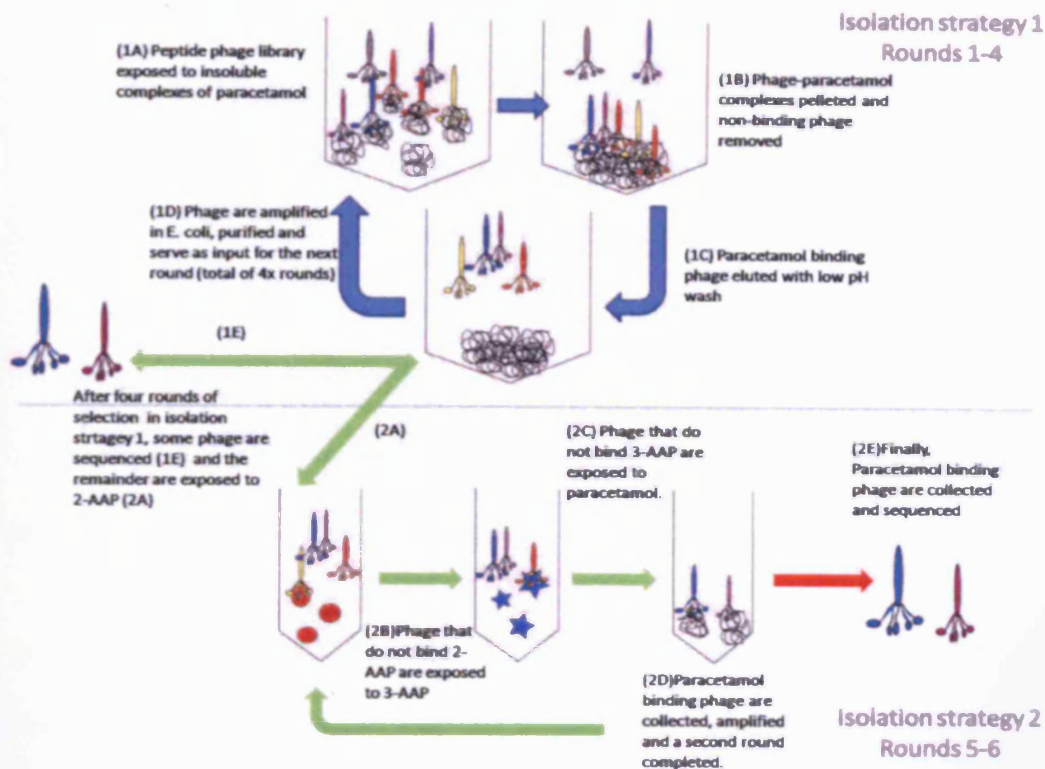 Isolation strategy 1
Rounds 1-4
(1A) Peptide phage library
exposed to insoluble
complexes of paracetamol
(1B) Phage-paracetamol
complexes pelleted and
non-binding phage
removed
(1D) Phage are amplified
in E. coli, purified and
serve as input for the next
round (total of 4x rounds)
(1C) Paracetamol binding
phage eluted with low pH
wash
(1E)
After four rounds of
selection in isolation
strtagey 1, some phage are
sequenced (1E) and the
remainder are exposed to
2-AAP (2A)
(2A)
(2C) Phage that do
not bind 3-AAP are
exposed to
paracetamol.
(2E)Finally,
Paracetamol binding
phage are collected
and sequenced
(2B)Phage that
do not bind 2-
AAP are exposed
to 3-AAP
(2D)Paracetamol
binding phage are
collected, amplified
and a second round
completed.
Isolation strategy 2
Rounds 5-6